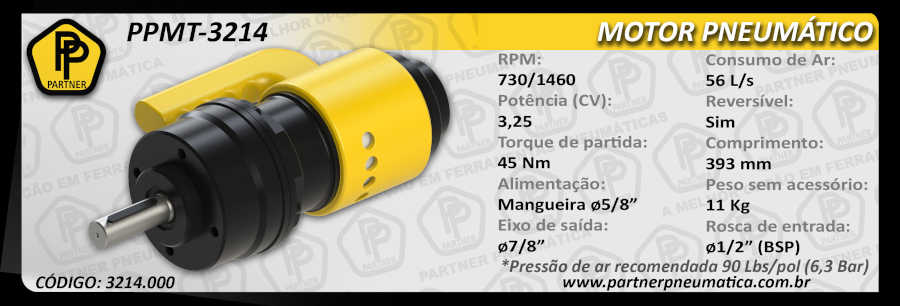 PP
PARTNER
PPMT-3214
MOTOR PNEUMÁTICO
RPM:
730/1460
Potência (CV):
3,25
Torque de partida:
45 Nm
Alimentação:
Mangueira ø5/8”
Eixo de saída:
ø7/8”
Consumo de Ar:
56 L/s
Reversível:
Sim
Comprimento:
393 mm
Peso sem acessório:
11 Kg
Rosca de entrada:
ø1/2” (BSP)
*Pressão de ar recomendada 90 Lbs/pol (6,3 Bar)
CÓDIGO: 3214.000
www.partnerpneumatica.com.br